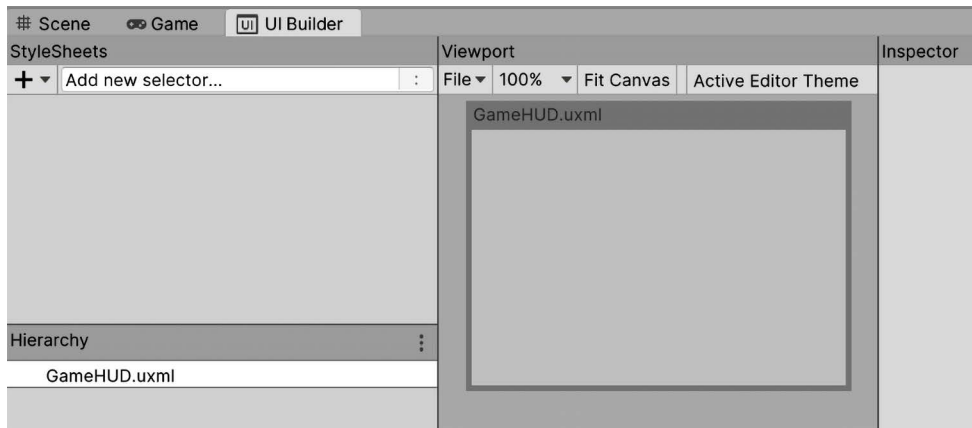 Scene Game UI UI Builder
StyleSheets
+ Add new selector...
Viewport
File 100% Fit Canvas Active Editor Theme
GameHUD.uxml
Inspector
Hierarchy
GameHUD.uxml